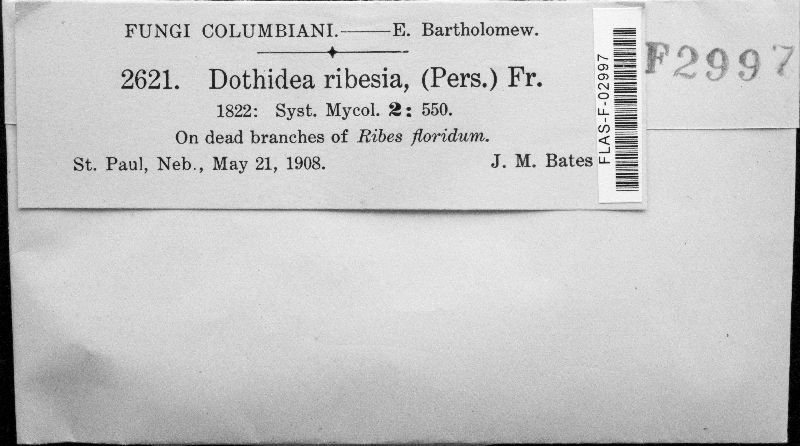 FUNGI COLUMBIANI.——E. Bartholomew.
2621. Dothidea ribesia, (Pers.) Fr.
1822: Syst. Mycol. 2: 550.
On dead branches of Ribes floridum.
St. Paul, Neb., May 21, 1908. J. M. Bates
FLAS-F-02997
F2997